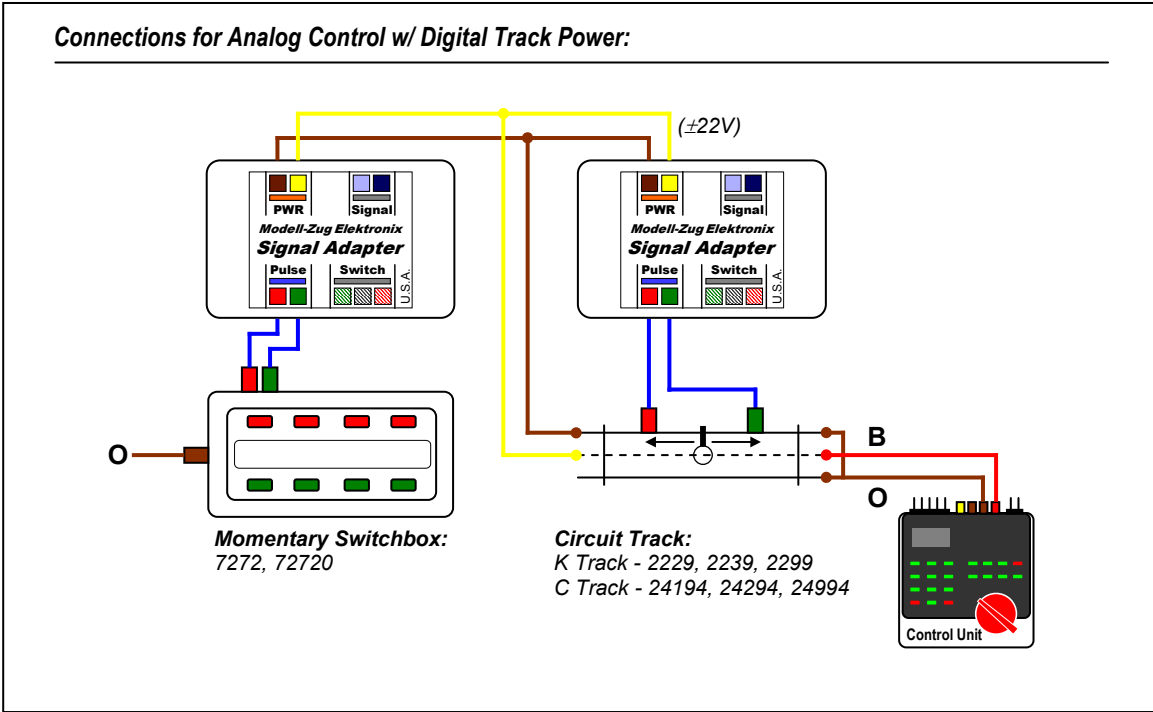 Connections for Analog Control w/ Digital Track Power:
(±22V)
PWR Signal
Modell-Zug Elektronix
Signal Adapter
Pulse Switch
U.S.A.
PWR Signal
Modell-Zug Elektronix
Signal Adapter
Pulse Switch
U.S.A.
O
B
O
Momentary Switchbox:
7272, 72720
Circuit Track:
K Track - 2229, 2239, 2299
C Track - 24194, 24294, 24994
Control Unit